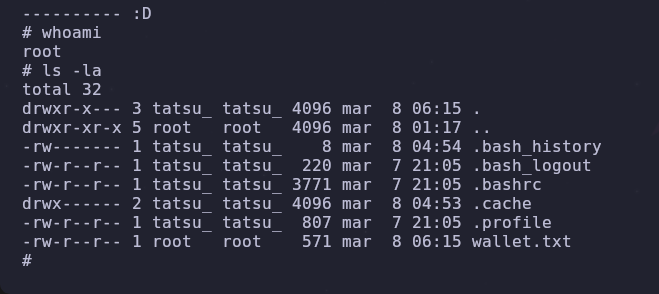 ---------- :D
# whoami
root
# ls -la
total 32
drwxr-x--- 3 tatsu_ tatsu_ 4096 mar  8 06:15 .
drwxr-xr-x 5 root   root   4096 mar  8 01:17 ..
-rw------- 1 tatsu_ tatsu_    8 mar  8 04:54 .bash_history
-rw-r--r-- 1 tatsu_ tatsu_  220 mar  7 21:05 .bash_logout
-rw-r--r-- 1 tatsu_ tatsu_ 3771 mar  7 21:05 .bashrc
drwx------ 2 tatsu_ tatsu_ 4096 mar  8 04:53 .cache
-rw-r--r-- 1 tatsu_ tatsu_  807 mar  7 21:05 .profile
-rw-r--r-- 1 root   root    571 mar  8 06:15 wallet.txt
#